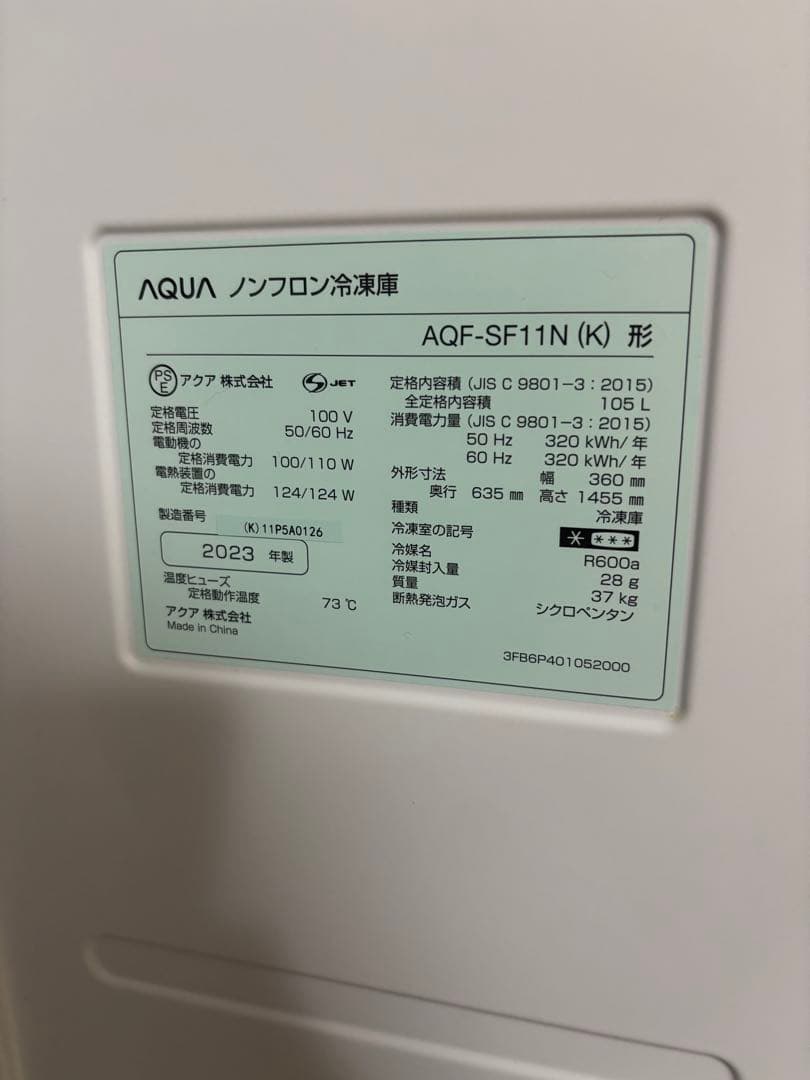 AQUA ノンフロン冷凍庫
AQF-SF11N (K) 形
PS E アクア 株式会社 S JET
定格電圧 100 V
定格周波数 50/60 Hz
電動機の
定格消費電力 100/110 W
電熱装置の
定格消費電力 124/124 W
製造番号
(K) 11P5A0126
2023 年製
温度ヒューズ
定格動作温度 73 ℃
アクア 株式会社
Made in China
定格内容積 (JIS C 9801-3 : 2015)
全定格内容積 105 L
消費電力量 (JIS C 9801-3 : 2015)
50 Hz 320 kWh/年
60 Hz 320 kWh/年
外形寸法 幅 360 ㎜
奥行 635 ㎜ 高さ 1455 ㎜
種類 冷凍庫
冷凍室の記号 * ***
冷媒名 R600a
冷媒封入量 28 g
質量 37 kg
断熱発泡ガス シクロペンタン
3FB6P401052000